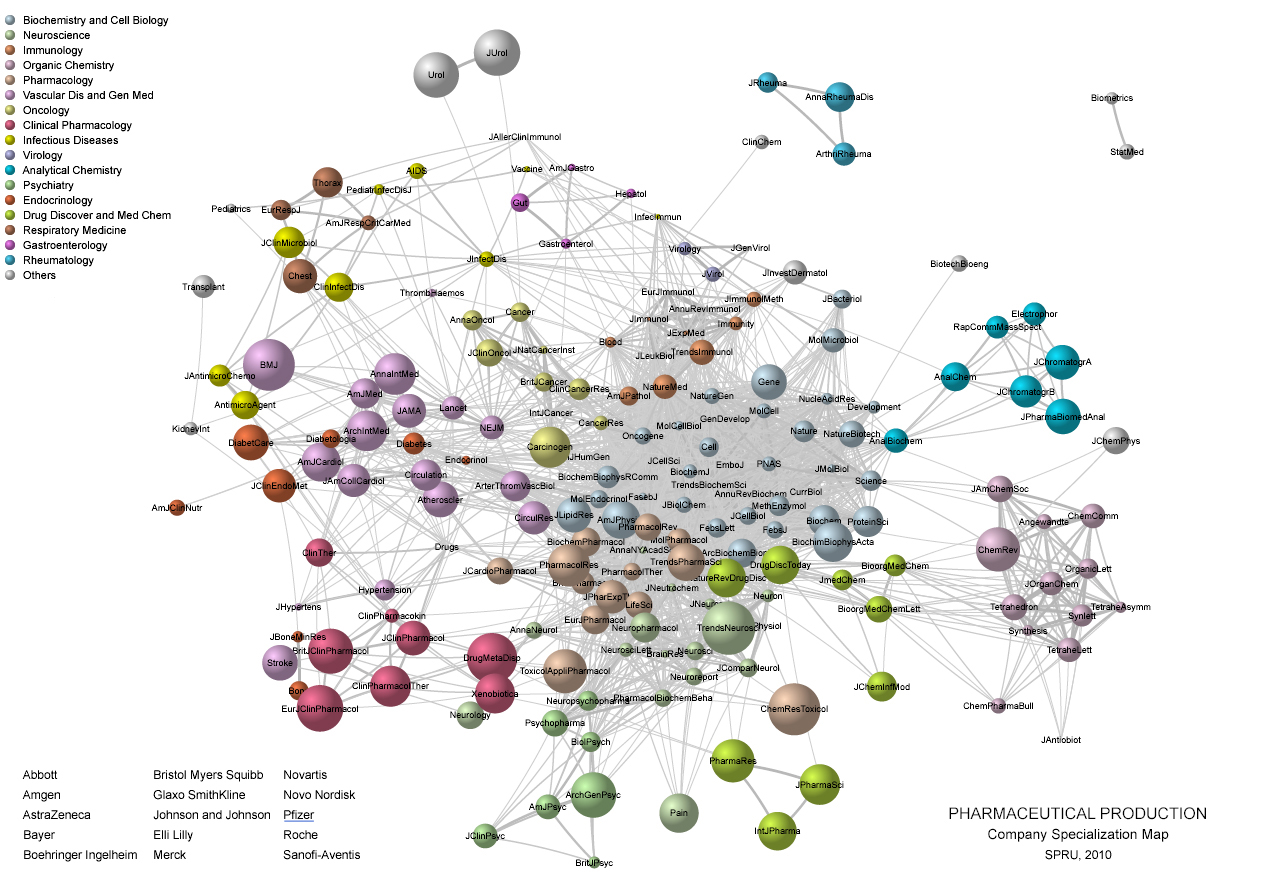 Biochemistry and Cell Biology
Neuroscience
Immunology
Organic Chemistry
Pharmacology
Vascular Dis and Gen Med
Oncology
Clinical Pharmacology
Infectious Diseases
Virology
Analytical Chemistry
Psychiatry
Endocrinology
Drug Discover and Med Chem
Respiratory Medicine
Gastroenterology
Rheumatology
Others
JUrol
Urol
JRheuma
AnnaRheumaDis
ArthriRheuma
ClinChem
Biometrics
StatMed
JAllerClinImmunol
Vaccine
AmJGastro
AIDS
Thorax
PediatrInfecDisJ
Hepatol
Gut
Pediatrics
EurRespJ
AmJRespCritCarMed
InfecImmun
JClinMicrobiol
Gastroenterol
Virology
JGenVirol
JInfectDis
BiotechBioeng
Chest
JVirol
JInvestDermatol
Transplant
ClinInfectDis
ThrombHaemos
EurJImmunol
JImmunolMeth
JBacteriol
AnnuRevImmunol
Cancer
AnnaOncol
JImmunol
Immunity
Electrophor
RapCommMassSpect
JExpMed
Blood
MolMicrobiol
JClinOncol
JNatCancerInst
TrendsImmunol
JLeukBiol
BMJ
JChromatogrA
AnnaIntMed
JAntimicroChemo
AnalChem
BritJCancer
ClinCancerRes
NatureMed
Gene
AmJMed
AmJPathol
NatureGen
JChromatogrB
NucleAcidRes
AntimicroAgent
JAMA
Lancet
IntJCancer
MolCell
Development
JPharmaBiomedAnal
CancerRes
GenDevelop
KidneyInt
ArchIntMed
NEJM
MolCellBiol
Nature
NatureBiotech
Oncogene
DiabetCare
Diabetologia
Diabetes
AnalBiochem
JChemPhys
Carcinogen
Cell
JHumGen
AmJCardiol
Endocrinol
JCellSci
EmboJ
PNAS
BiochemJ
JMolBiol
Circulation
JAmCollCardiol
BiochemBiophysRComm
Science
JClinEndoMet
ArterThromVascBiol
TrendsBiochemSci
JAmChemSoc
AnnuRevBiochem
CurrBiol
Atheroscler
MolEndocrinol
FasebJ
AmJClinNutr
JBiolChem
MethEnzymol
JLipidRes
CirculRes
AmJPhys
JCellBiol
Biochem
ProteinSci
Angewandte
ChemComm
PharmacolRev
FebsLett
FebsJ
BiochemPharmacol
MolPharmacol
BiochimBiophysActa
Drugs
ClinTher
ChemRev
TrendsPharmaSci
DrugDiscToday
JCardioPharmacol
PharmacolRes
PharmacolTher
BioorgMedChem
OrganicLett
JmedChem
JOrganChem
Hypertension
JNeurochem
Neuron
JHypertens
LifeSci
BioorgMedChemLett
Tetrahedron
TetraheAsymm
ClinPharmacokin
EurJPharmacol
Synlett
AnnaNeurol
Neuropharmacol
TrendsNeurosci
Synthesis
JBoneMinRes
JClinPharmacol
BritJClinPharmacol
NeurosciLett
BrainRes
Neurosci
TetraheLett
Stroke
DrugMetaDisp
ToxicolAppliPharmacol
JComparNeurol
Neuroreport
ClinPharmacolTher
Xenobiotica
JChemInfMod
Neuropsychopharma
PharmacolBiochemBeha
EurJClinPharmacol
Neurology
ChemResToxicol
ChemPharmaBull
Psychopharma
BiolPsych
JAntiobiot
PharmaRes
JPharmaSci
ArchGenPsyc
AmJPsyc
Pain
IntJPharma
JClinPsyc
BritJPsyc
Abbott
Amgen
AstraZeneca
Bayer
Boehringer Ingelheim
Bristol Myers Squibb
Glaxo SmithKline
Johnson and Johnson
Elli Lilly
Merck
Novartis
Novo Nordisk
Pfizer
Roche
Sanofi-Aventis
PHARMACEUTICAL PRODUCTION
Company Specialization Map
SPRU, 2010